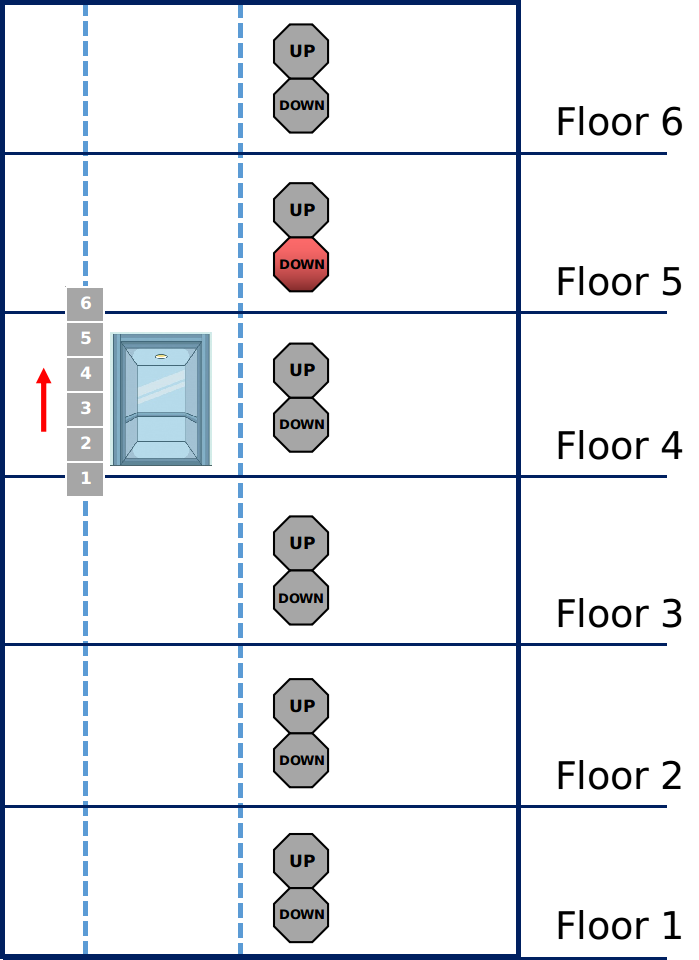 UP
DOWN
Floor 6
UP
DOWN
Floor 5
6
5
4
3
2
1
UP
DOWN
Floor 4
UP
DOWN
Floor 3
UP
DOWN
Floor 2
UP
DOWN
Floor 1